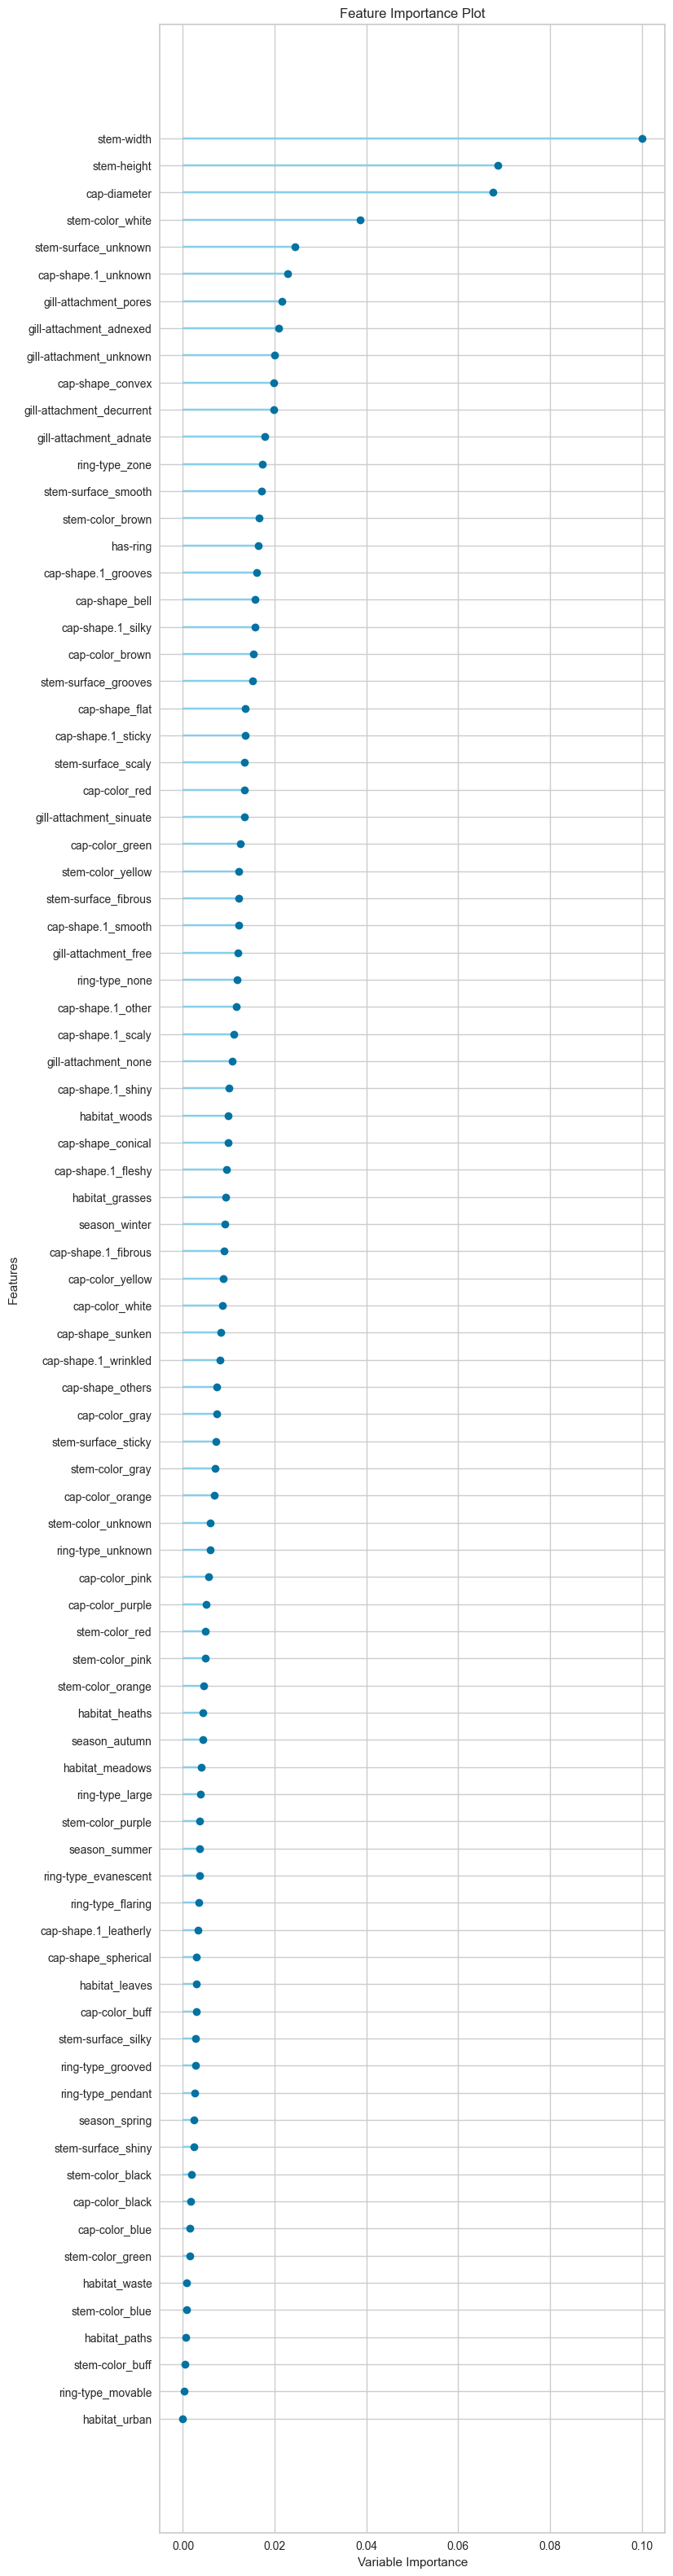 Feature Importance Plot
stem-width
stem-height
cap-diameter
stem-color_white
stem-surface_unknown
cap-shape.1_unknown
gill-attachment_pores
gill-attachment_adnexed
gill-attachment_unknown
cap-shape_convex
gill-attachment_decurrent
gill-attachment_adnate
ring-type_zone
stem-surface_smooth
stem-color_brown
has-ring
cap-shape.1_grooves
cap-shape_bell
cap-shape.1_silky
cap-color_brown
stem-surface_grooves
cap-shape_flat
cap-shape.1_sticky
stem-surface_scaly
cap-color_red
gill-attachment_sinuate
cap-color_green
stem-color_yellow
stem-surface_fibrous
cap-shape.1_smooth
gill-attachment_free
ring-type_none
cap-shape.1_other
cap-shape.1_scaly
gill-attachment_none
cap-shape.1_shiny
habitat_woods
cap-shape_conical
cap-shape.1_fleshy
habitat_grasses
season_winter
cap-shape.1_fibrous
cap-color_yellow
cap-color_white
cap-shape_sunken
cap-shape.1_wrinkled
cap-shape_others
cap-color_gray
stem-surface_sticky
stem-color_gray
cap-color_orange
stem-color_unknown
ring-type_unknown
cap-color_pink
cap-color_purple
stem-color_red
stem-color_pink
stem-color_orange
habitat_heaths
season_autumn
habitat_meadows
ring-type_large
stem-color_purple
season_summer
ring-type_evanescent
ring-type_flaring
cap-shape.1_leatherly
cap-shape_spherical
habitat_leaves
cap-color_buff
stem-surface_silky
ring-type_grooved
ring-type_pendant
season_spring
stem-surface_shiny
stem-color_black
cap-color_black
cap-color_blue
stem-color_green
habitat_waste
stem-color_blue
habitat_paths
stem-color_buff
ring-type_movable
habitat_urban
Features
0.00 0.02 0.04 0.06 0.08 0.10
Variable Importance